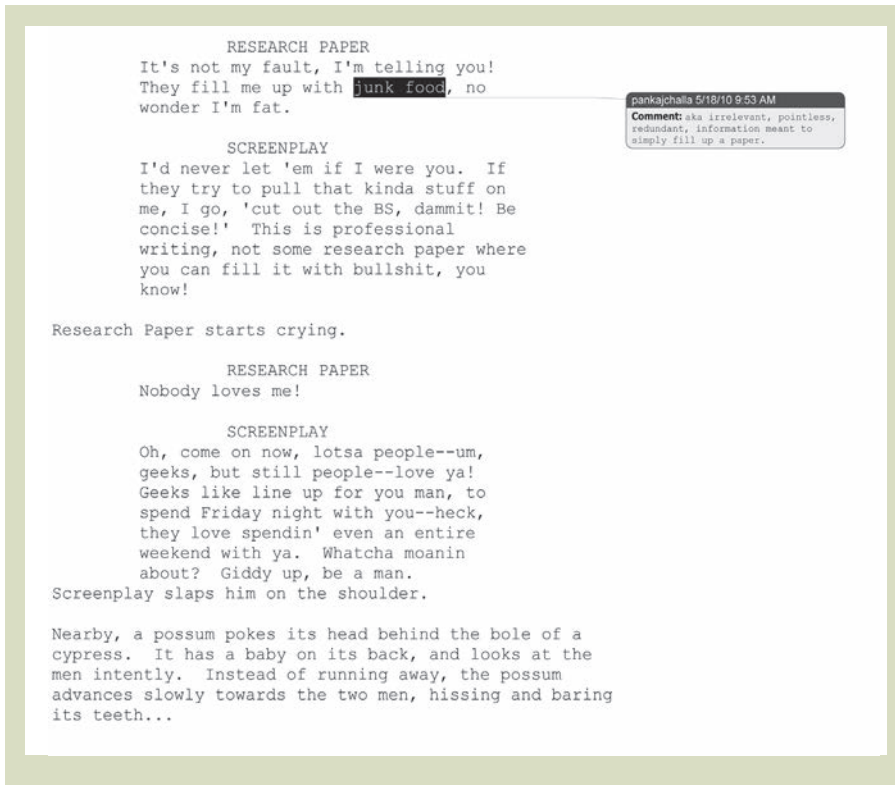 RESEARCH PAPER
It's not my fault, I'm telling you!
They fill me up with junk food, no
wonder I'm fat.
pankajchalla 5/18/10 9:53 AM
Comment: aka irrelevant, pointless,
redundant, information meant to
simply fill up a paper.
SCREENPLAY
I'd never let 'em if I were you. If
they try to pull that kinda stuff on
me, I go, 'cut out the BS, dammit! Be
concise!' This is professional
writing, not some research paper where
you can fill it with bullshit, you
know!
Research Paper starts crying.
RESEARCH PAPER
Nobody loves me!
SCREENPLAY
Oh, come on now, lotsa people--um,
geeks, but still people--love ya!
Geeks like line up for you man, to
spend Friday night with you--heck,
they love spendin' even an entire
weekend with ya. Whatcha moanin
about? Giddy up, be a man.
Screenplay slaps him on the shoulder.
Nearby, a possum pokes its head behind the bole of a
cypress. It has a baby on its back, and looks at the
men intently. Instead of running away, the possum
advances slowly towards the two men, hissing and baring
its teeth...